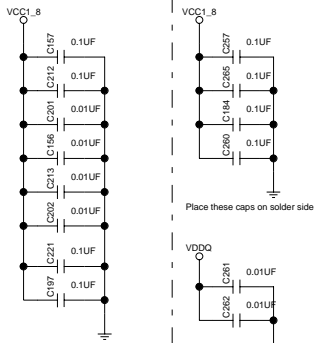 VCC1_8
C157 0.1UF
C212 0.1UF
C201 0.01UF
C156 0.01UF
C213 0.01UF
C202 0.01UF
C221 0.1UF
C197 0.1UF
VCC1_8
C257 0.1UF
C265 0.1UF
C184 0.1UF
C260 0.1UF
Place these caps on solder side
VDDQ
C261 0.01UF
C262 0.01UF